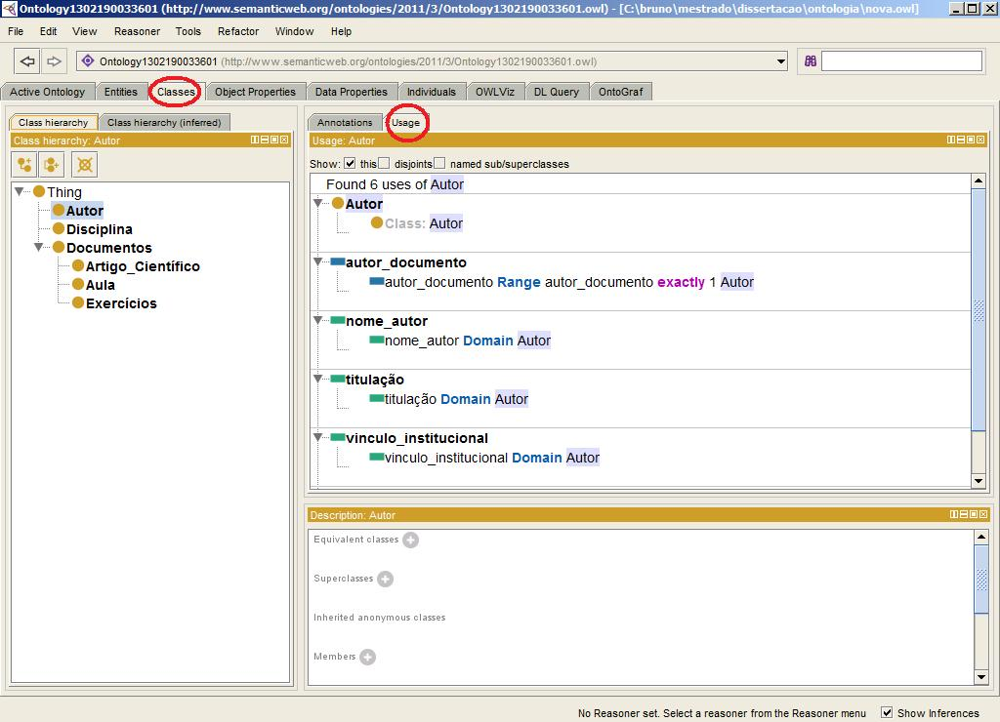 Ontology1302190033601 (http://www.semanticweb.org/ontologies/2011/3/Ontology1302190033601.owl) - [C:\bruno\mestrado\dissertacao\ontologia\nova.owl]
File Edit View Reasoner Tools Refactor Window Help
Ontology1302190033601 (http://www.semanticweb.org/ontologies/2011/3/Ontology1302190033601.owl)
Active Ontology Entities Classes Object Properties Data Properties Individuals OWLViz DL Query OntoGraf
Class hierarchy Class hierarchy (inferred)
Class hierarchy: Autor
Thing
Autor
Disciplina
Documentos
Artigo_Científico
Aula
Exercícios
Annotations Usage
Usage: Autor
Show: this disjoints named sub/superclasses
Found 6 uses of Autor
Autor
Class: Autor
autor_documento
autor_documento Range autor_documento exactly 1 Autor
nome_autor
nome_autor Domain Autor
titulação
titulação Domain Autor
vinculo_institucional
vinculo_institucional Domain Autor
Description: Autor
Equivalent classes
Superclasses
Inherited anonymous classes
Members
No Reasoner set. Select a reasoner from the Reasoner menu Show Inferences